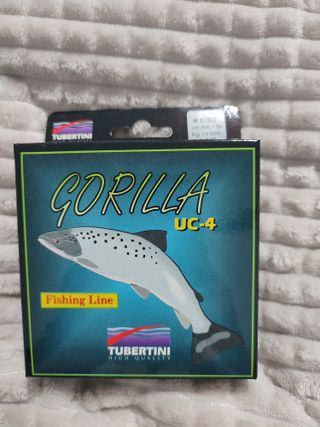 TUBERTINI
GORILLA
UC-4
Fishing Line
TUBERTINI
HIGH QUALITY